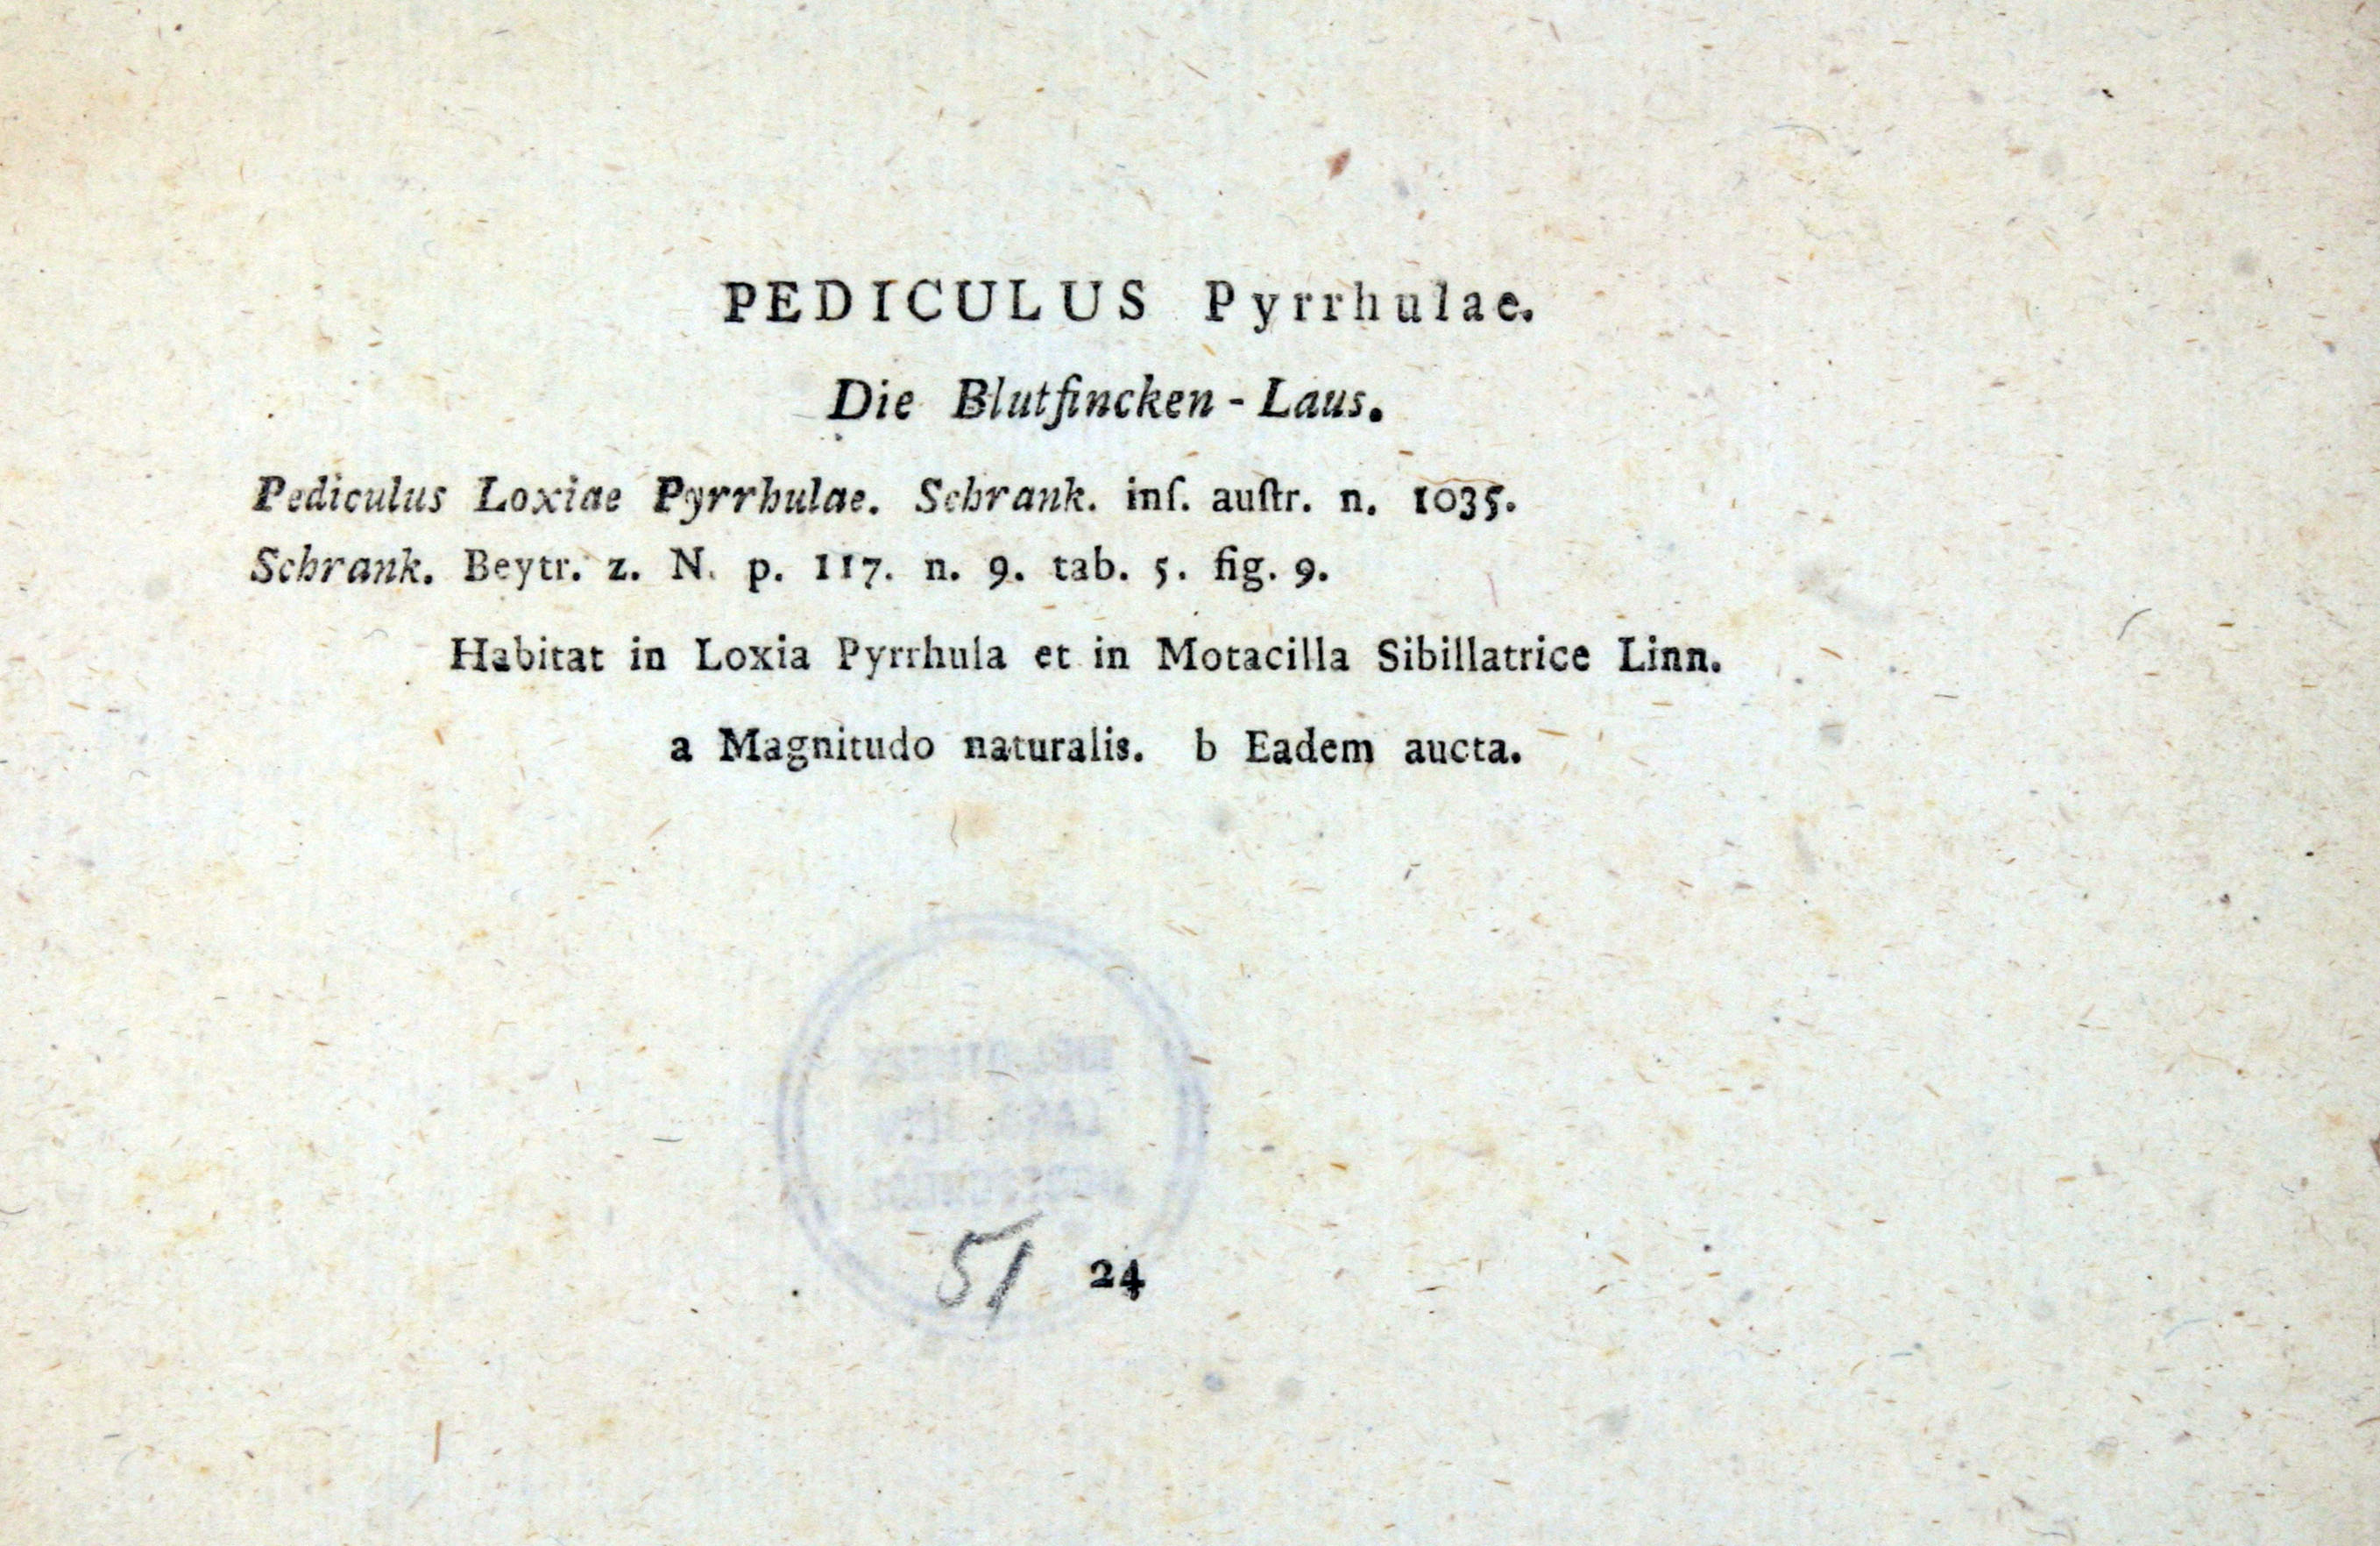 PEDICULUS Pyrrhulae.
Die Blutfincken-Laus.
Pediculus Loxiae Pyrrhulae. Schrank. inſ. auſtr. n. 1035.
Schrank. Beytr. z. N. p. 117. n. 9. tab. 5. fig. 9.
Habitat in Loxia Pyrrhula et in Motacilla Sibillatrice Linn.
a Magnitudo naturalis. b Eadem aucta.
51 24